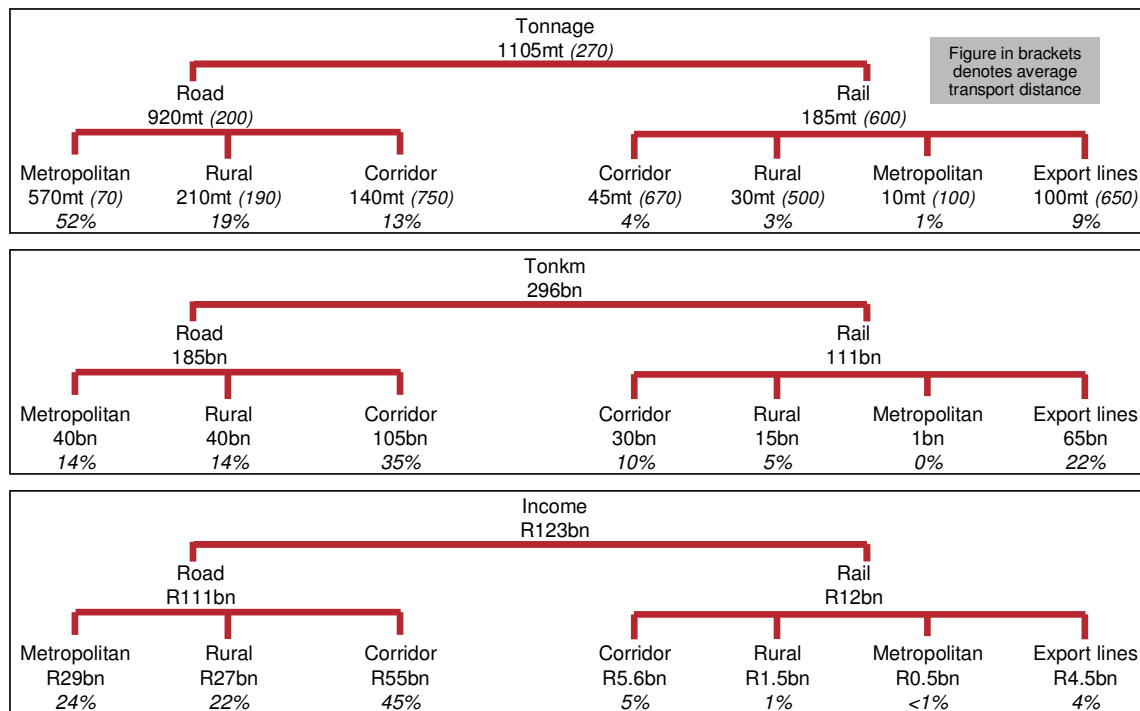 Tonnage
1105mt (270)
Figure in brackets
denotes average
transport distance
Road
920mt (200)
Rail
185mt (600)
Metropolitan
570mt (70)
52%
Rural
210mt (190)
19%
Corridor
140mt (750)
13%
Corridor
45mt (670)
4%
Rural
30mt (500)
3%
Metropolitan
10mt (100)
1%
Export lines
100mt (650)
9%
Tonkm
296bn
Road
185bn
Rail
111bn
Metropolitan
40bn
14%
Rural
40bn
14%
Corridor
105bn
35%
Corridor
30bn
10%
Rural
15bn
5%
Metropolitan
1bn
0%
Export lines
65bn
22%
Income
R123bn
Road
R111bn
Rail
R12bn
Metropolitan
R29bn
24%
Rural
R27bn
22%
Corridor
R55bn
45%
Corridor
R5.6bn
5%
Rural
R1.5bn
1%
Metropolitan
R0.5bn
<1%
Export lines
R4.5bn
4%